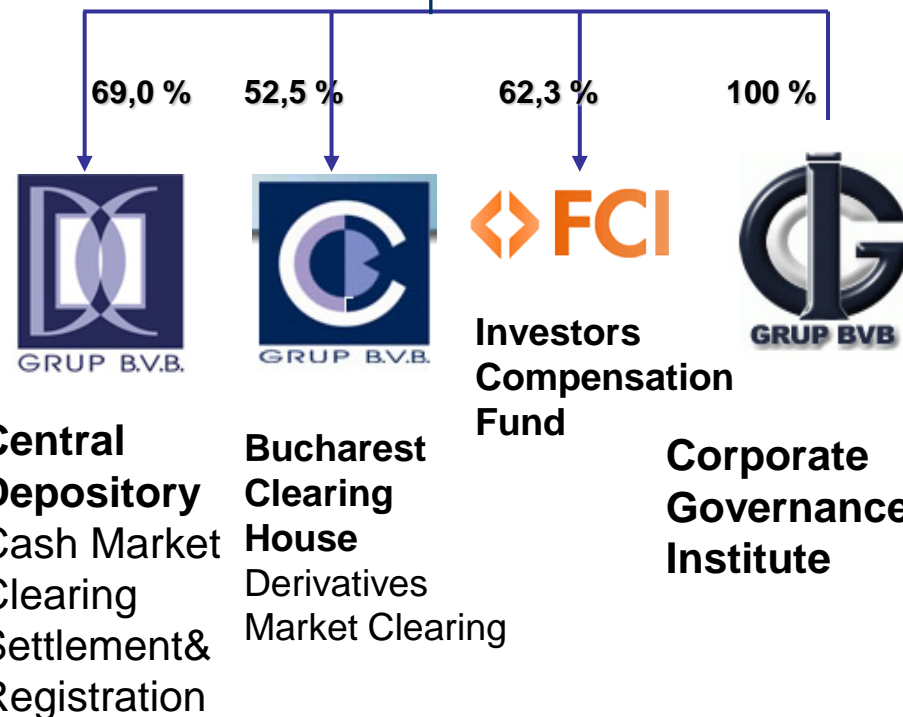 69,0 %
52,5 %
62,3 %
100 %
GRUP B.V.B.
GRUP B.V.B.
FCI
GRUP BVB
Central
Depository
Cash Market
Clearing
Settlement&
Registration
Bucharest
Clearing
House
Derivatives
Market Clearing
Investors
Compensation
Fund
Corporate
Governance
Institute